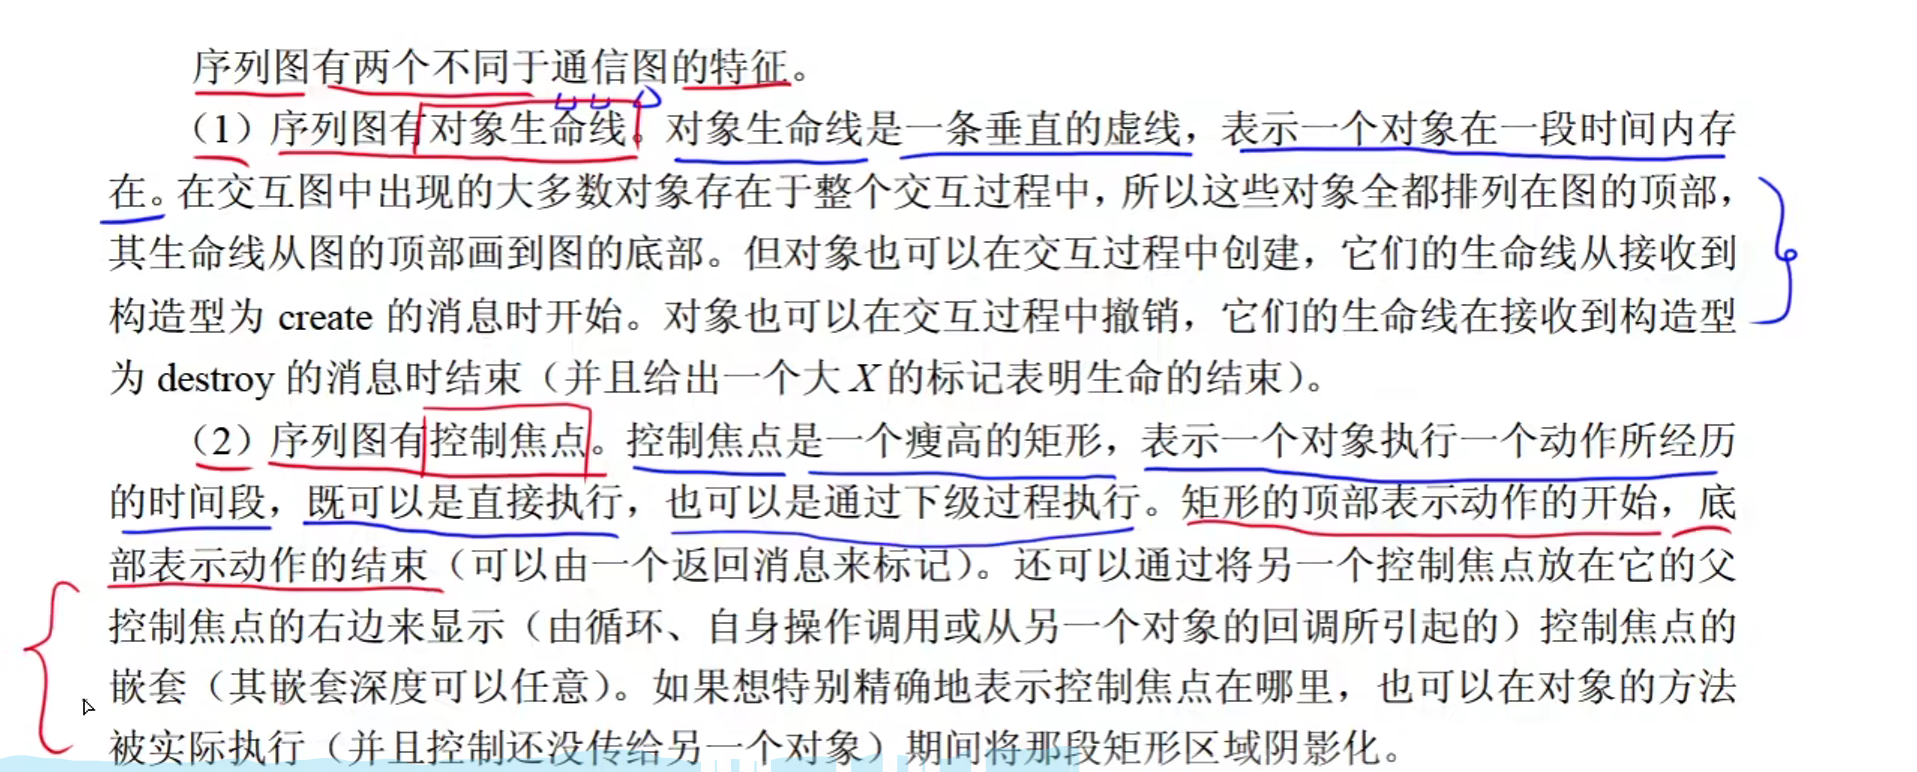 序列图有两个不同于通信图的特征。
（1）序列图有对象生命线。对象生命线是一条垂直的虚线，表示一个对象在一段时间内存
在。在交互图中出现的大多数对象存在于整个交互过程中，所以这些对象全都排列在图的顶部，
其生命线从图的顶部画到图的底部。但对象也可以在交互过程中创建，它们的生命线从接收到
构造型为 create 的消息时开始。对象也可以在交互过程中撤销，它们的生命线在接收到构造型
为 destroy 的消息时结束（并且给出一个大 X 的标记表明生命的结束）。
（2）序列图有控制焦点。控制焦点是一个瘦高的矩形，表示一个对象执行一个动作所经历
的时间段，既可以是直接执行，也可以是通过下级过程执行。矩形的顶部表示动作的开始，底
部表示动作的结束（可以由一个返回消息来标记）。还可以通过将另一个控制焦点放在它的父
控制焦点的右边来显示（由循环、自身操作调用或从另一个对象的回调所引起的）控制焦点的
嵌套（其嵌套深度可以任意）。如果想特别精确地表示控制焦点在哪里，也可以在对象的方法
被实际执行（并且控制还没传给另一个对象）期间将那段矩形区域阴影化。